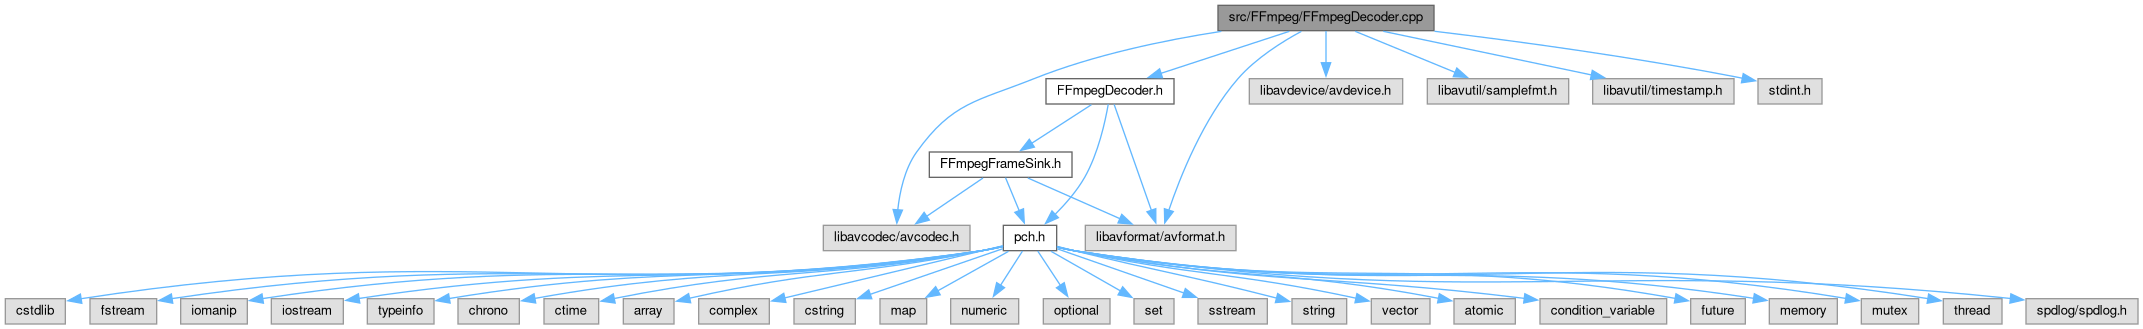 src/FFmpeg/FFmpegDecoder.cpp
FFmpegDecoder.h
libavdevice/avdevice.h
libavutil/samplefmt.h
libavutil/timestamp.h
stdint.h
FFmpegFrameSink.h
libavcodec/avcodec.h
pch.h
libavformat/avformat.h
cstdlib
fstream
iomanip
iostream
typeinfo
chrono
ctime
array
complex
cstring
map
numeric
optional
set
sstream
string
vector
atomic
condition_variable
future
memory
mutex
thread
spdlog/spdlog.h